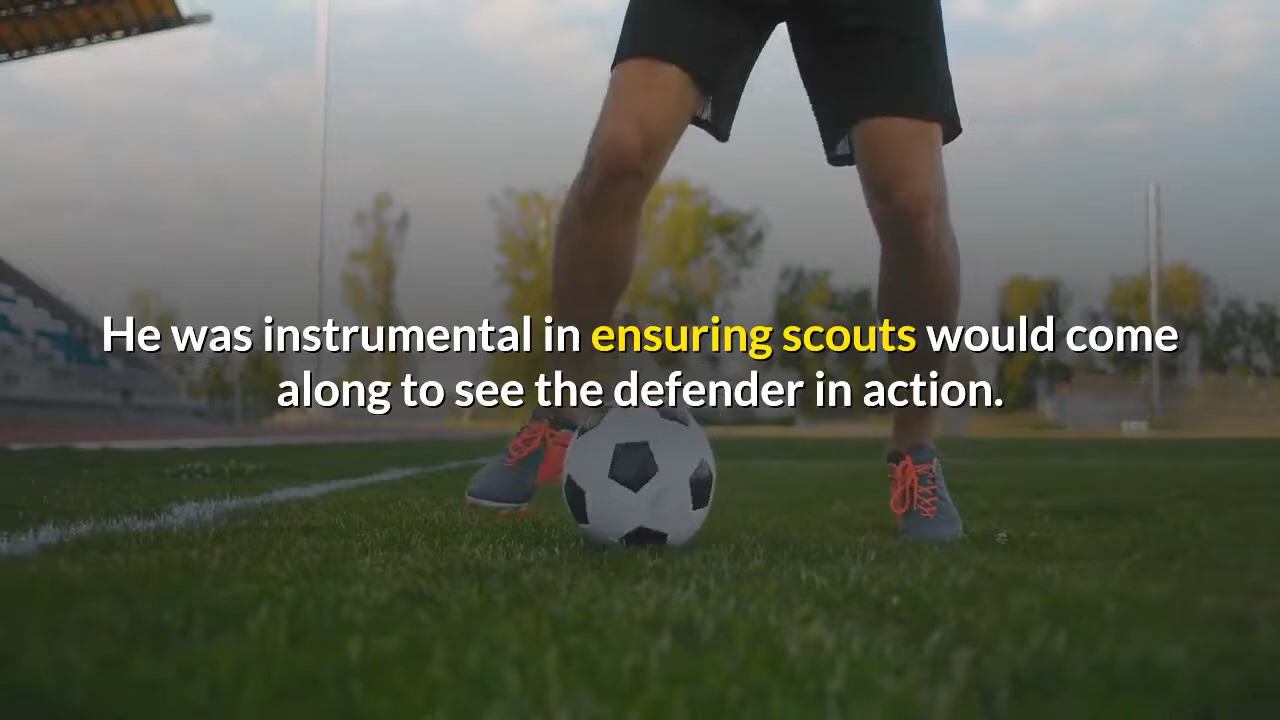 He was instrumental in ensuring scouts would come
along to see the defender in action.